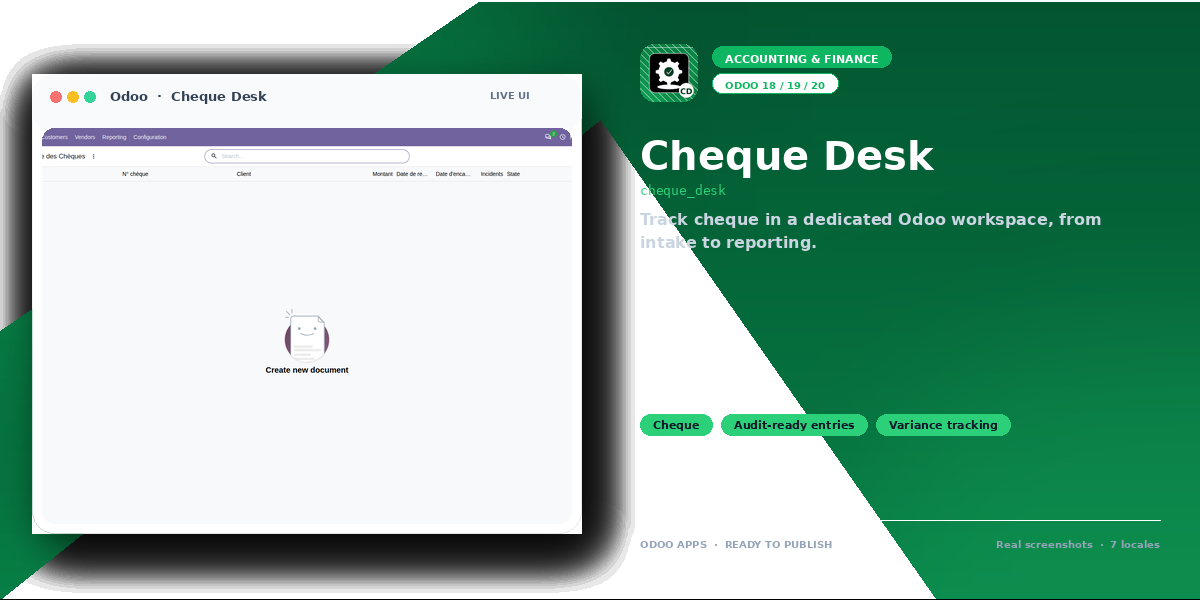 Odoo · Cheque Desk
LIVE UI
ustomers Vendors Reporting Configuration
e des Chèques
Search...
N° chèque Client Montant Date de re... Date d'enca... Incidents State
Create new document
CD
ACCOUNTING & FINANCE
ODOO 18 / 19 / 20
Cheque Desk
cheque_desk
Track cheque in a dedicated Odoo workspace, from
intake to reporting.
Cheque
Audit-ready entries
Variance tracking
ODOO APPS · READY TO PUBLISH
Real screenshots · 7 locales